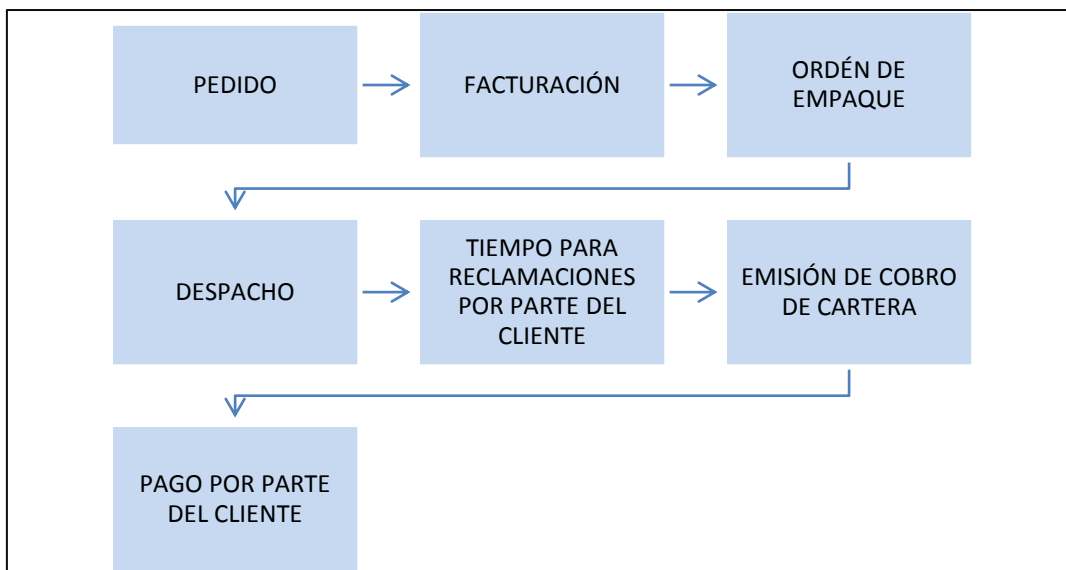 PEDIDO
FACTURACIÓN
ORDÉN DE
EMPAQUE
DESPACHO
TIEMPO PARA
RECLAMACIONES
POR PARTE DEL
CLIENTE
EMISIÓN DE COBRO
DE CARTERA
PAGO POR PARTE
DEL CLIENTE